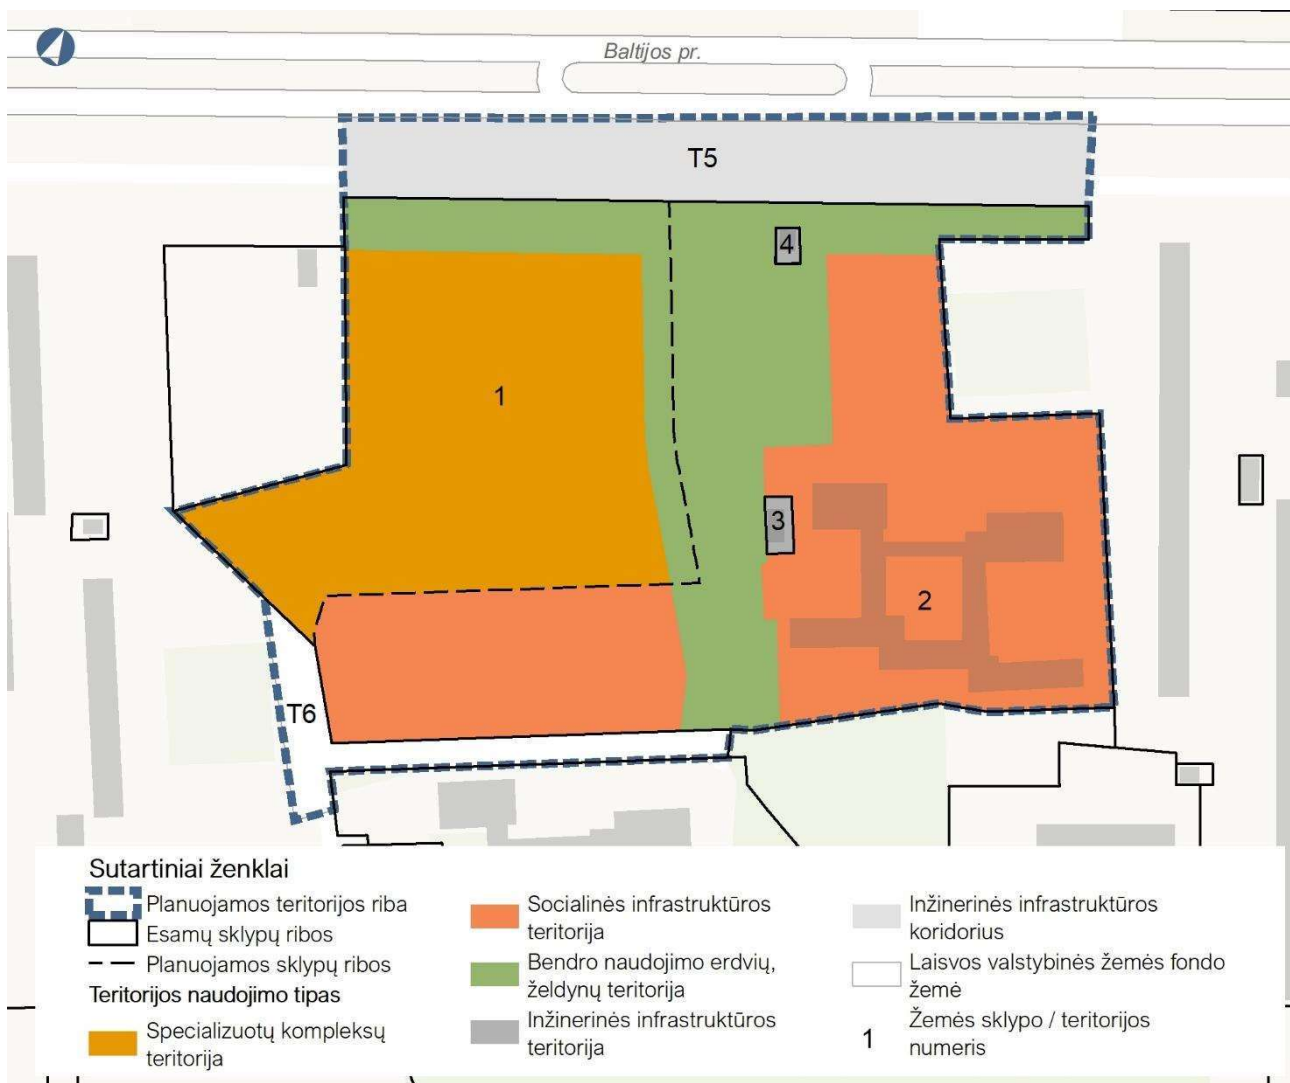 Baltijos pr.
T5
4
1
3
2
T6
Sutartiniai ženklai
Planuojamos teritorijos riba
Esamų sklypų ribos
Planuojamos sklypų ribos
Teritorijos naudojimo tipas
Specializuotų kompleksų
teritorija
Socialinės infrastruktūros
teritorija
Bendro naudojimo erdvių,
želdynų teritorija
Inžinerinės infrastruktūros
teritorija
Inžinerinės infrastruktūros
koridorius
Laisvos valstybinės žemės fondo
žemė
1
Žemės sklypo / teritorijos
numeris